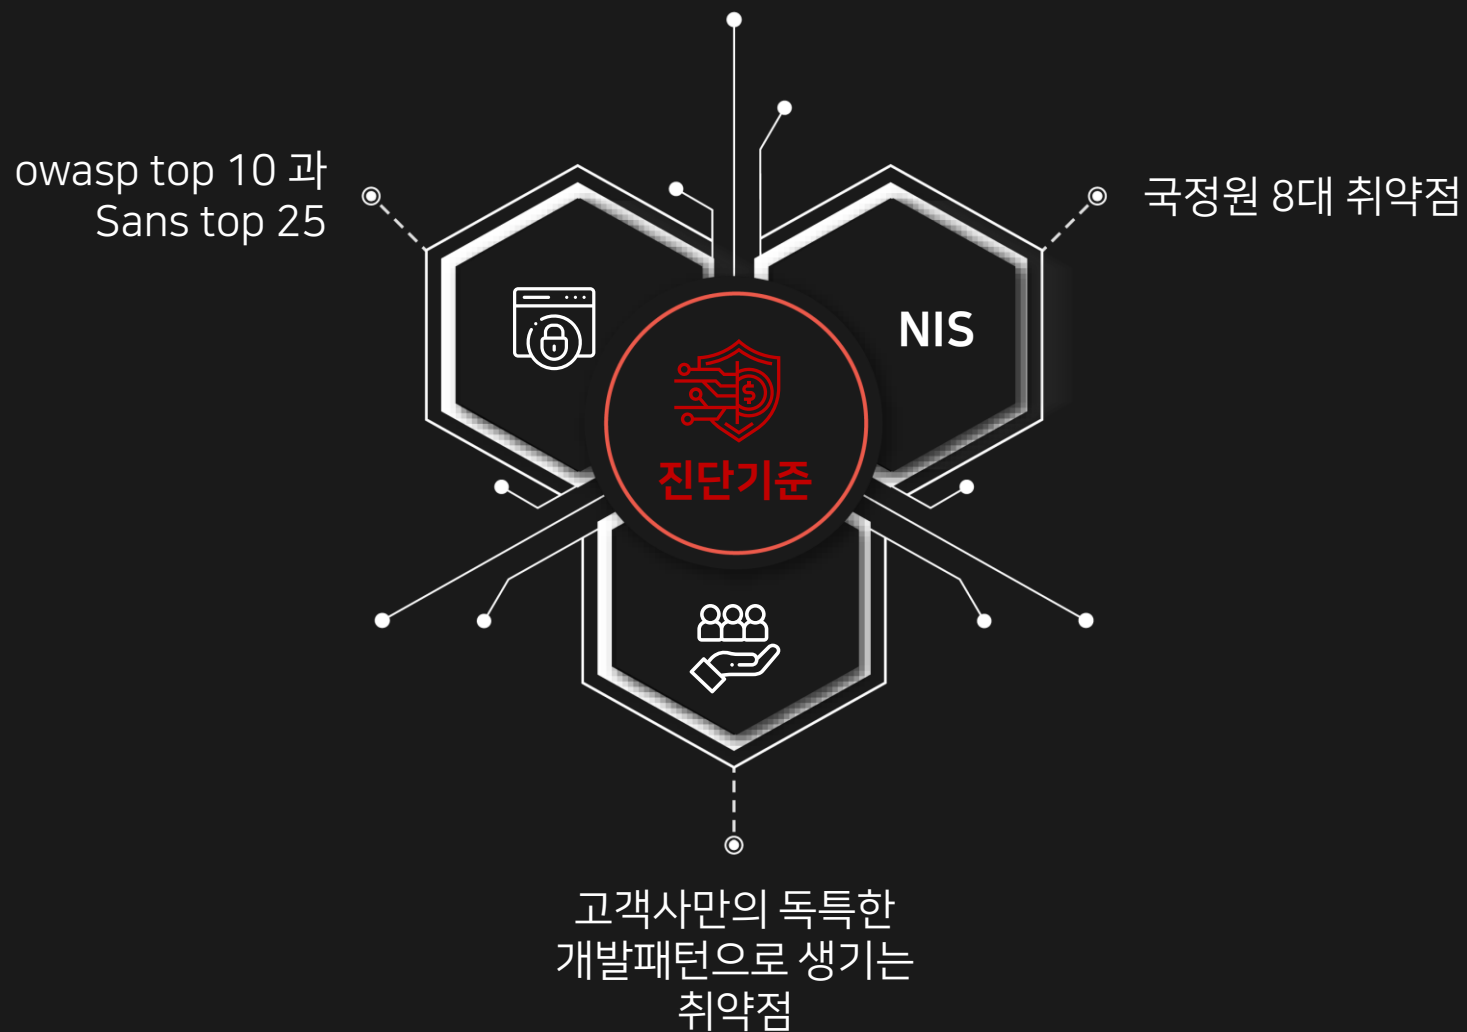 owasp top 10 과
Sans top 25
국정원 8대 취약점
NIS
진단기준
고객사만의 독특한
개발패턴으로 생기는
취약점